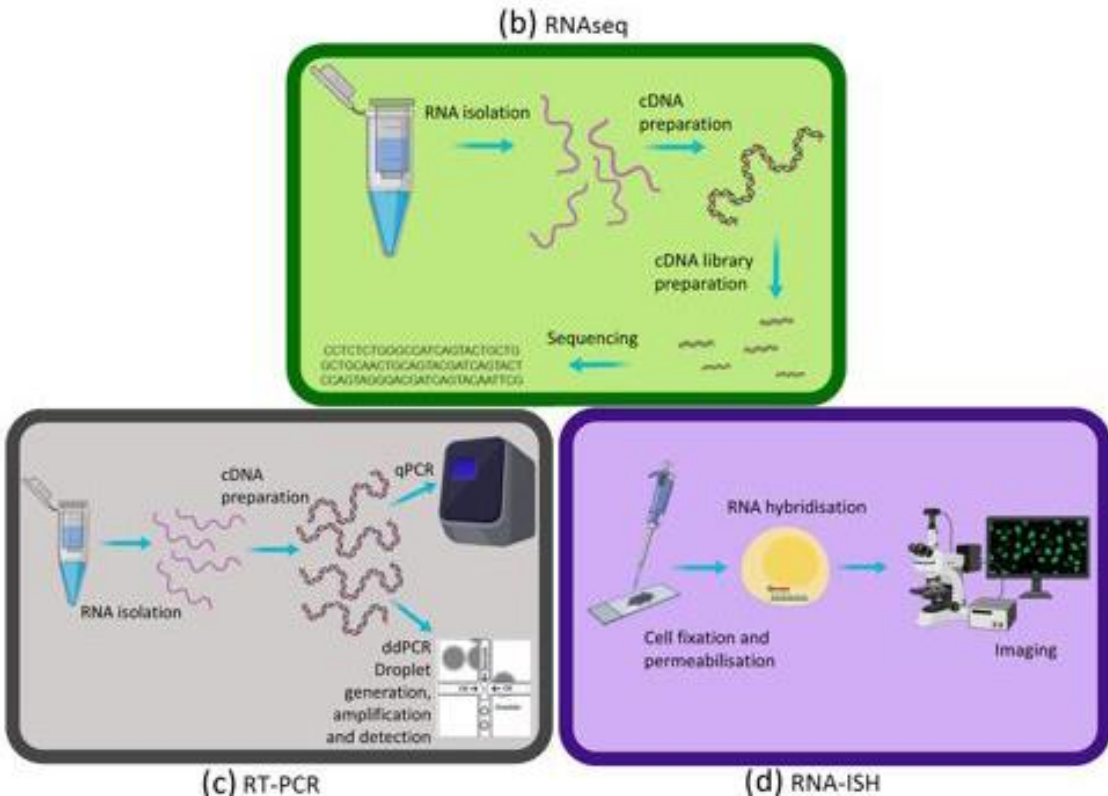 (b) RNAseq
RNA isolation
cDNA
preparation
cDNA library
preparation
Sequencing
CCTCTCTGGGCCATCAGTACTGCTG
GCTGCAACTGCAGTACGATCAGTACT
CCAGTAGGGACGATCAGTACAATTCG
cDNA
preparation
qPCR
RNA isolation
ddPCR
Droplet
generation,
amplification
and detection
(c) RT-PCR
RNA hybridisation
Cell fixation and
permeabilisation
Imaging
(d) RNA-ISH